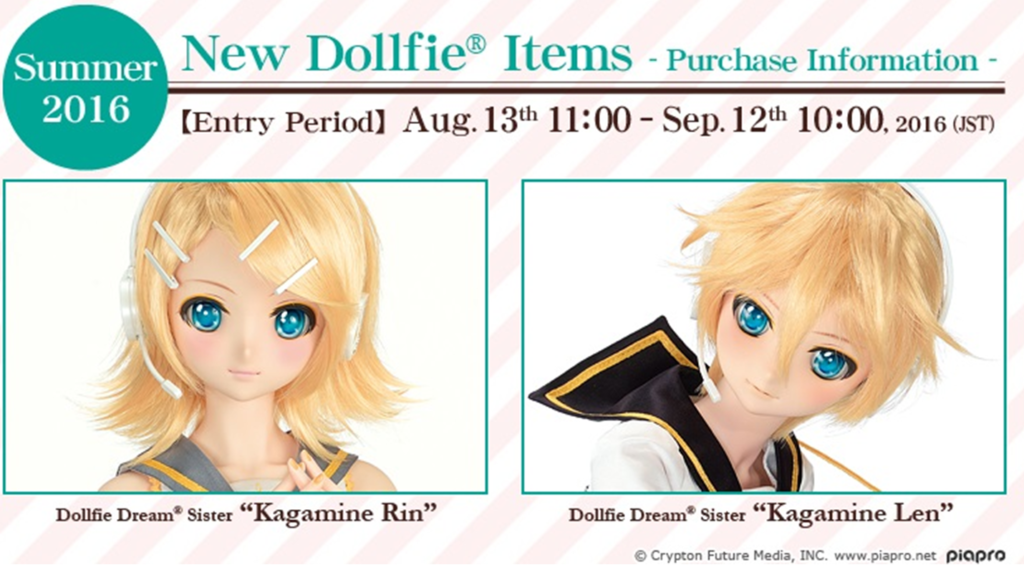 Summer
2016
New Dollfie® Items - Purchase Information -
【Entry Period】 Aug. 13th 11:00 - Sep. 12th 10:00, 2016 (JST)
Dollfie Dream® Sister “Kagamine Rin”
Dollfie Dream® Sister “Kagamine Len”
© Crypton Future Media, INC. www.piapro.net piapro